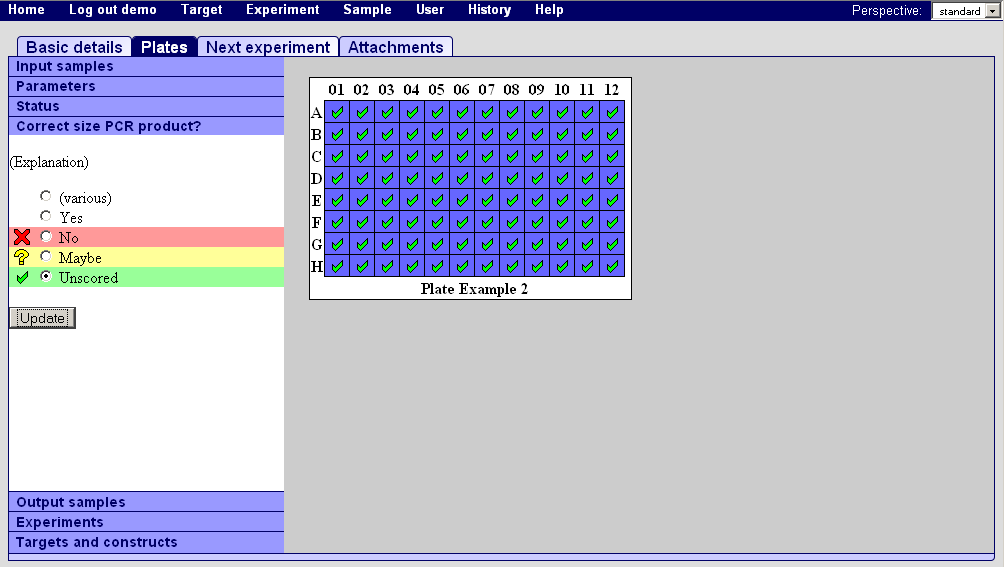 Home Log out demo Target Experiment Sample User History Help Perspective: standard
Basic details Plates Next experiment Attachments
Input samples
Parameters
Status
Correct size PCR product?
(Explanation)
(various)
Yes
No
Maybe
Unscored
Update
Output samples
Experiments
Targets and constructs
01 02 03 04 05 06 07 08 09 10 11 12
A
B
C
D
E
F
G
H
Plate Example 2